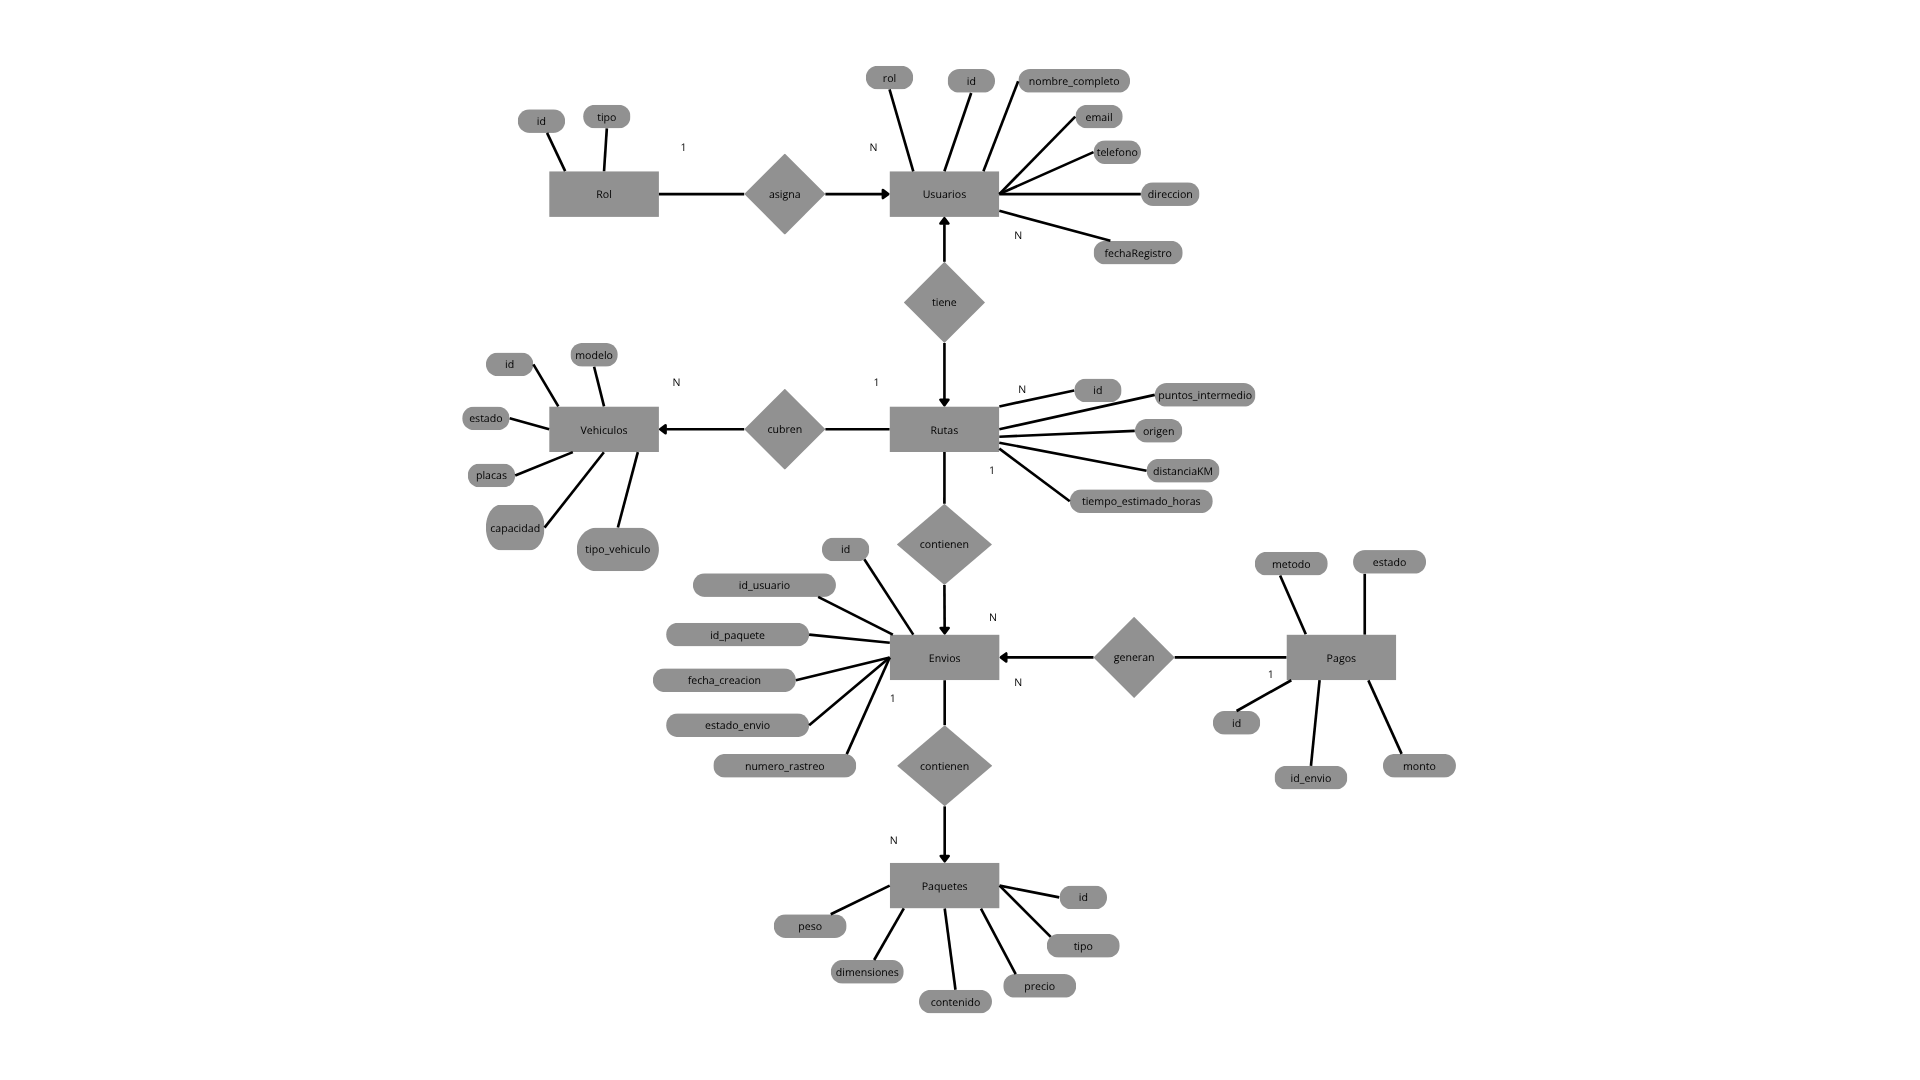 rol
id
nombre_completo
id
tipo
email
1
N
telefono
Rol
asigna
Usuarios
direccion
N
fechaRegistro
tiene
id
modelo
N
1
N
id
puntos_intermedio
estado
Vehiculos
cubren
Rutas
origen
placas
1
distanciaKM
tiempo_estimado_horas
capacidad
tipo_vehiculo
contienen
id
id_usuario
metodo
estado
N
id_paquete
Envios
generan
Pagos
fecha_creacion
1
N
1
estado_envio
id
numero_rastreo
contienen
id_envio
monto
N
Paquetes
id
peso
tipo
dimensiones
precio
contenido